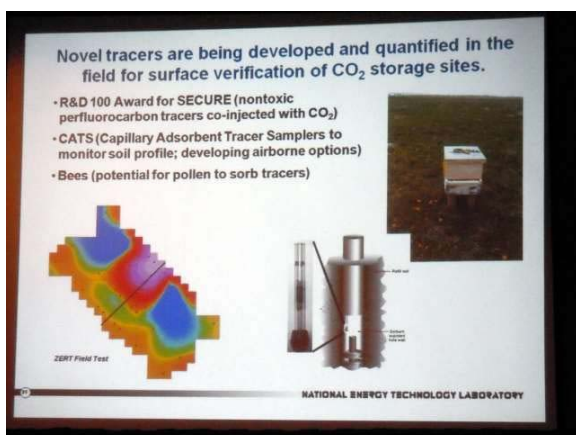 Novel tracers are being developed and quantified in the
field for surface verification of CO₂ storage sites.
• R&D 100 Award for SECURE (nontoxic
perfluorocarbon tracers co-injected with CO₂)
• CATS (Capillary Adsorbent Tracer Samplers to
monitor soil profile; developing airborne options)
• Bees (potential for pollen to sorb tracers)
ZERT Field Test
NATIONAL ENERGY TECHNOLOGY LABORATORY